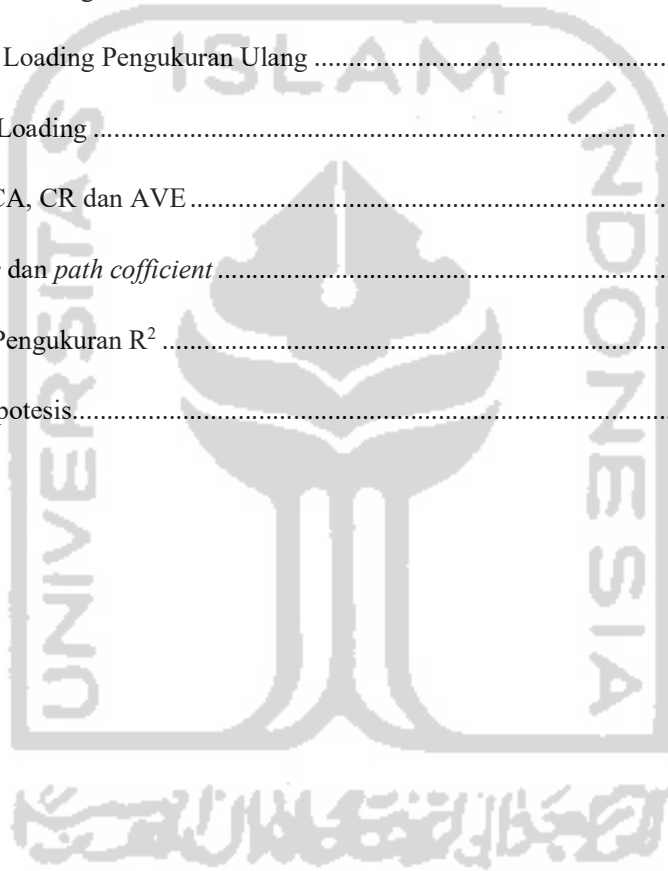 Loading Pengukuran Ulang ........................................................
Loading ........................................................................................
CA, CR dan AVE ........................................................................
dan path cofficient ....................................................................
Pengukuran R² ............................................................................
potesis..........................................................................................
ISLAM
UNIVERSITAS
INDONESIA